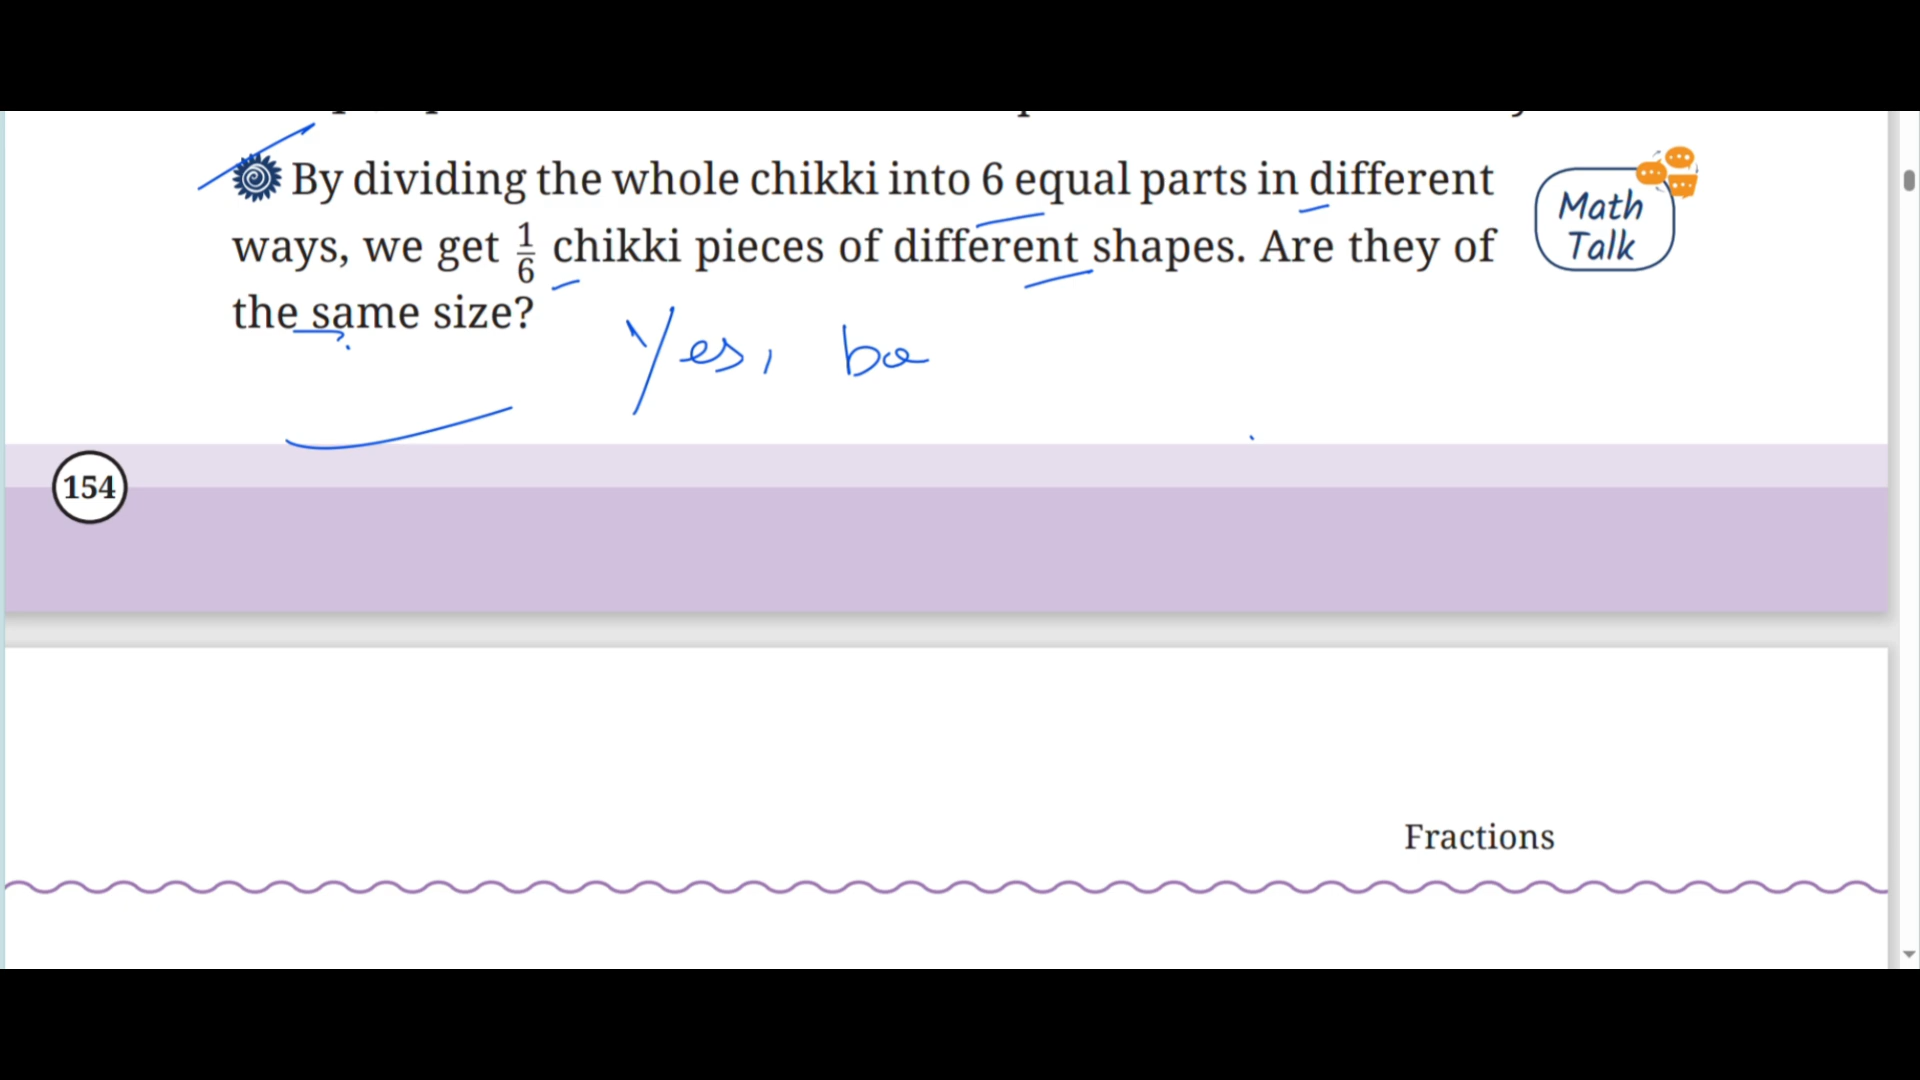 By dividing the whole chikki into 6 equal parts in different
ways, we get 1/6 chikki pieces of different shapes. Are they of
the same size?
Math
Talk
Yes,
154
Fractions